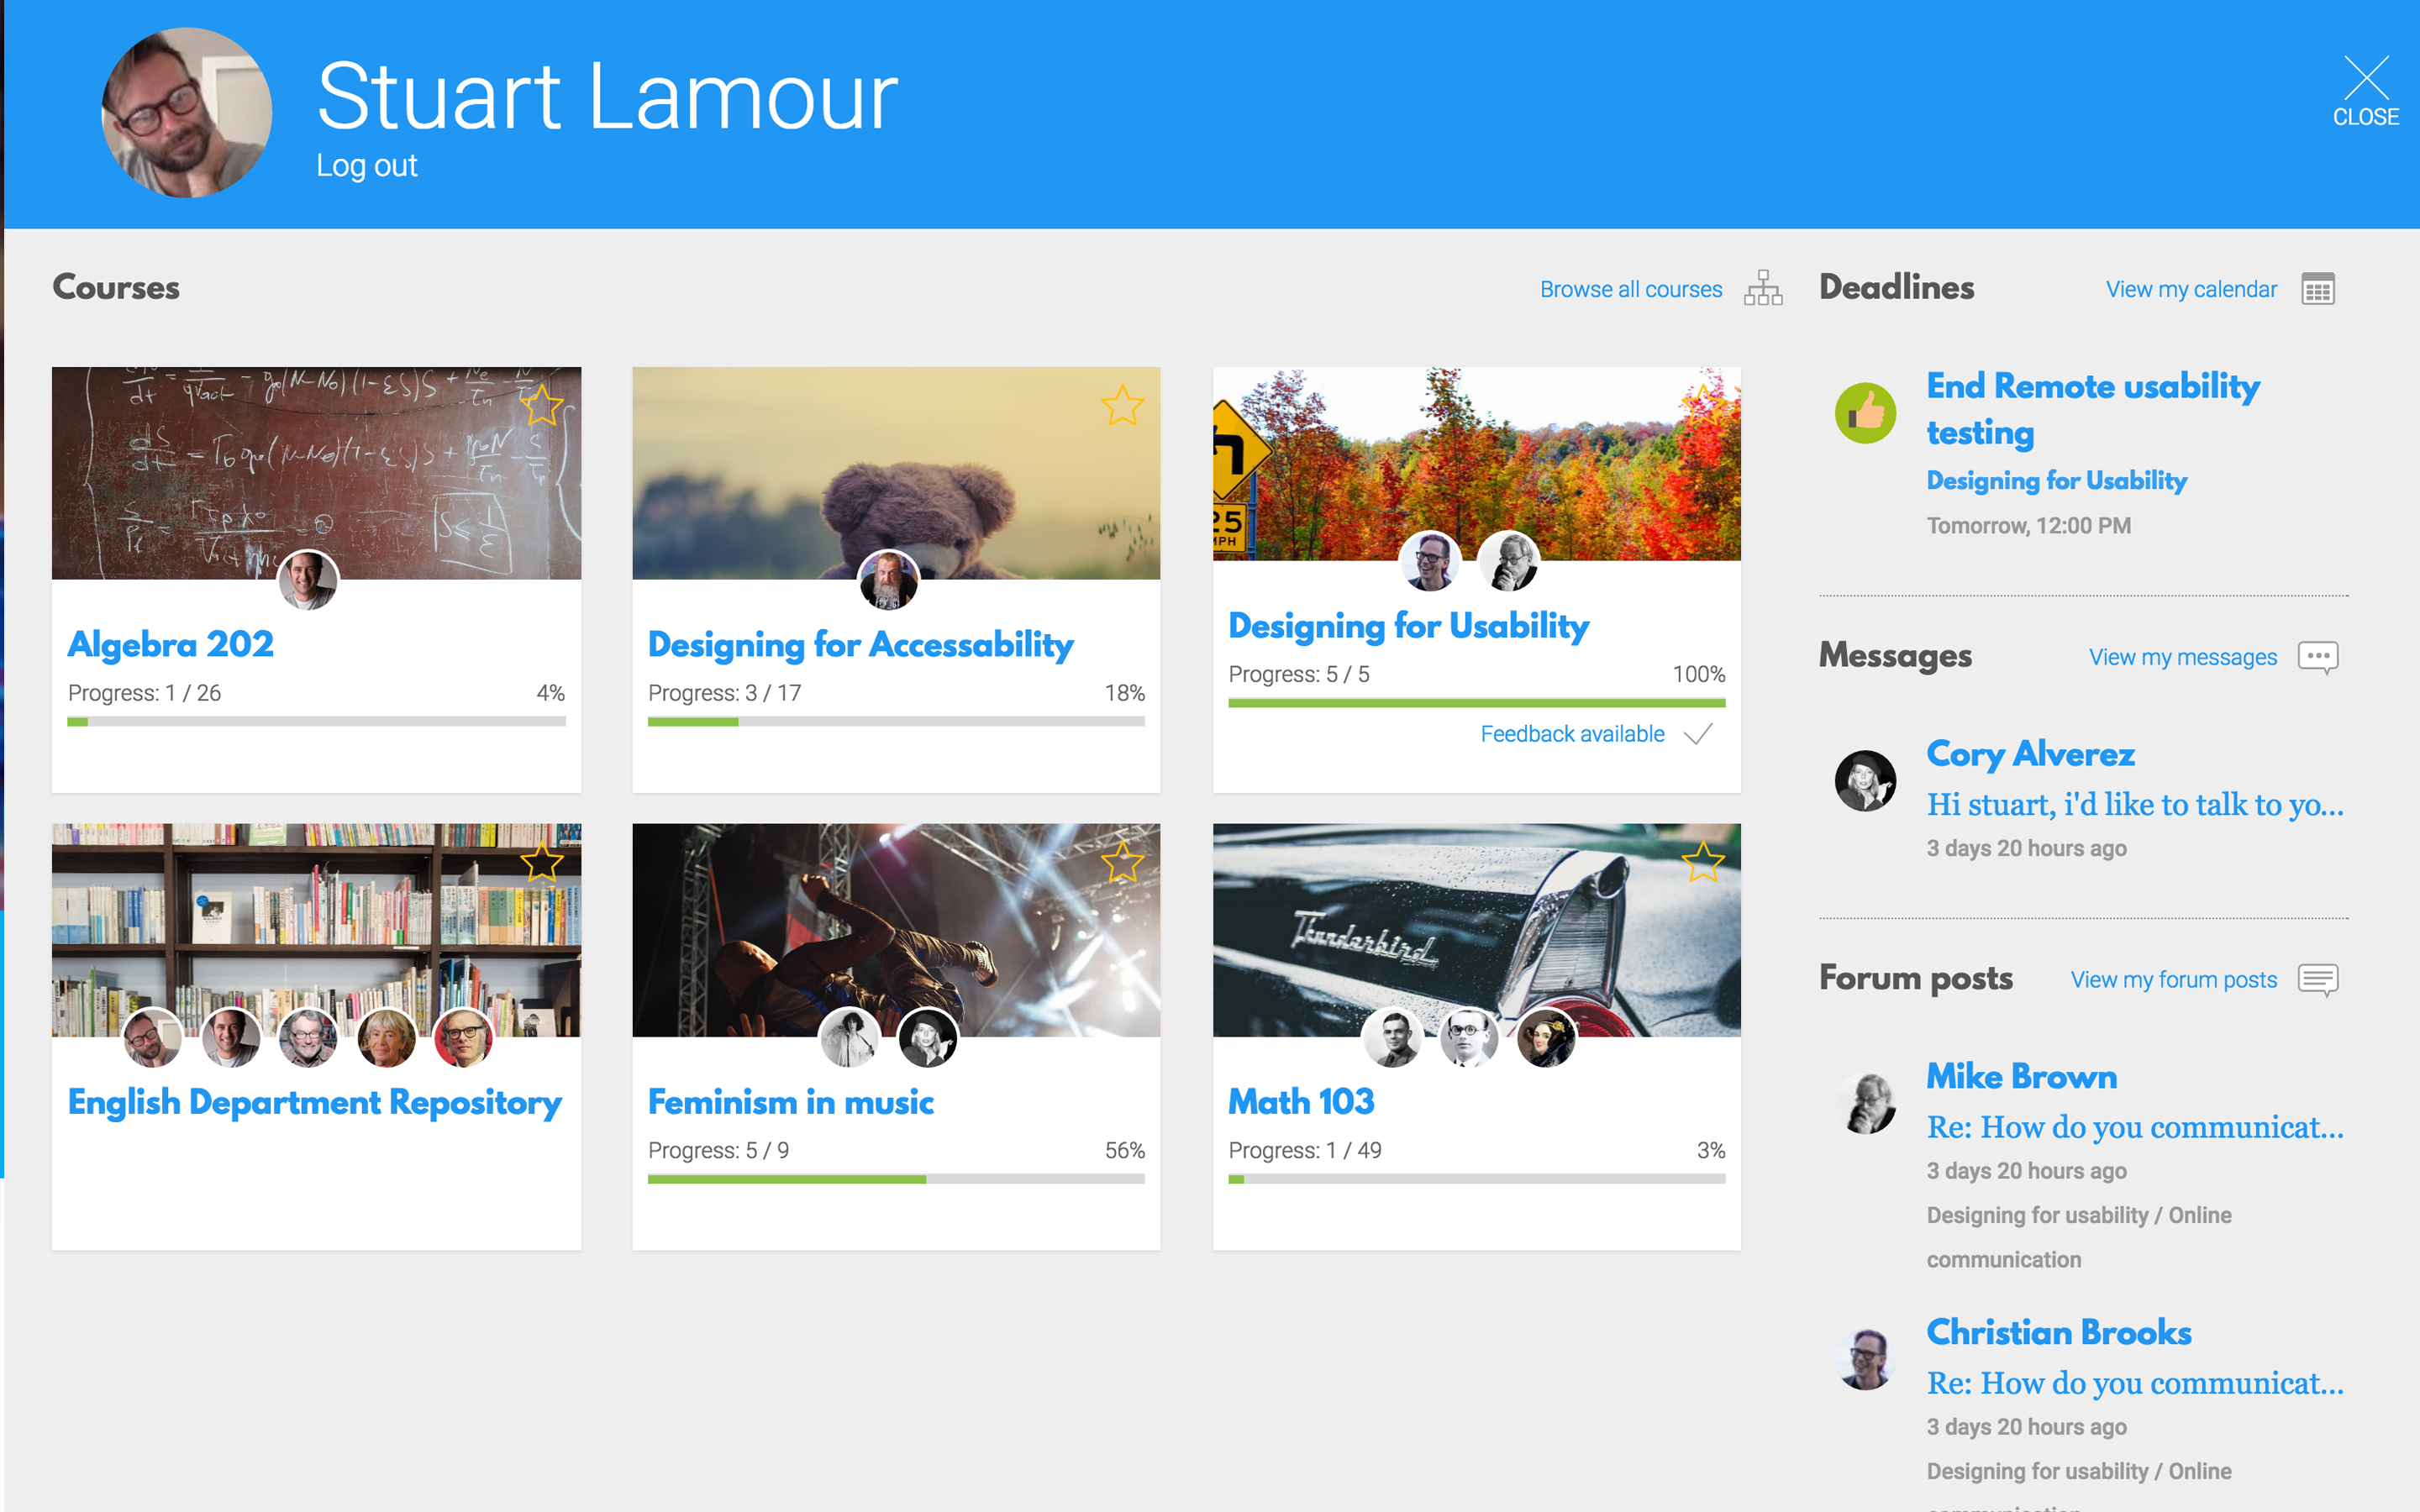 Stuart Lamour
Log out
CLOSE
Courses
Browse all courses
Algebra 202
Progress: 1 / 26
4%
Designing for Accessability
Progress: 3 / 17
18%
25
MPH
Designing for Usability
Progress: 5 / 5
100%
Feedback available
English Department Repository
Feminism in music
Progress: 5 / 9
56%
Thunderbird
Math 103
Progress: 1 / 49
3%
Deadlines
View my calendar
End Remote usability
testing
Designing for Usability
Tomorrow, 12:00 PM
Messages
View my messages
Cory Alverez
Hi stuart, i'd like to talk to yo...
3 days 20 hours ago
Forum posts
View my forum posts
Mike Brown
Re: How do you communicat...
3 days 20 hours ago
Designing for usability / Online
communication
Christian Brooks
Re: How do you communicat...
3 days 20 hours ago
Designing for usability / Online